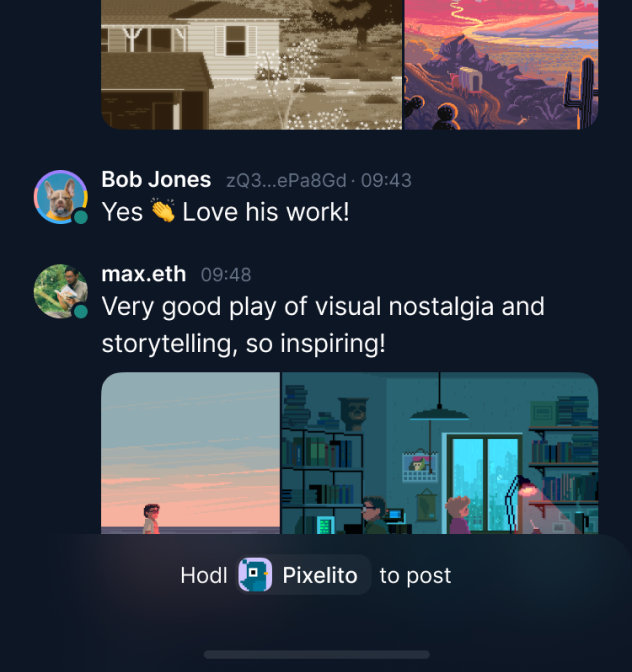 Bob Jones zQ3...ePa8Gd · 09:43
Yes 👏 Love his work!
max.eth 09:48
Very good play of visual nostalgia and
storytelling, so inspiring!
Hodl Pixelito to post